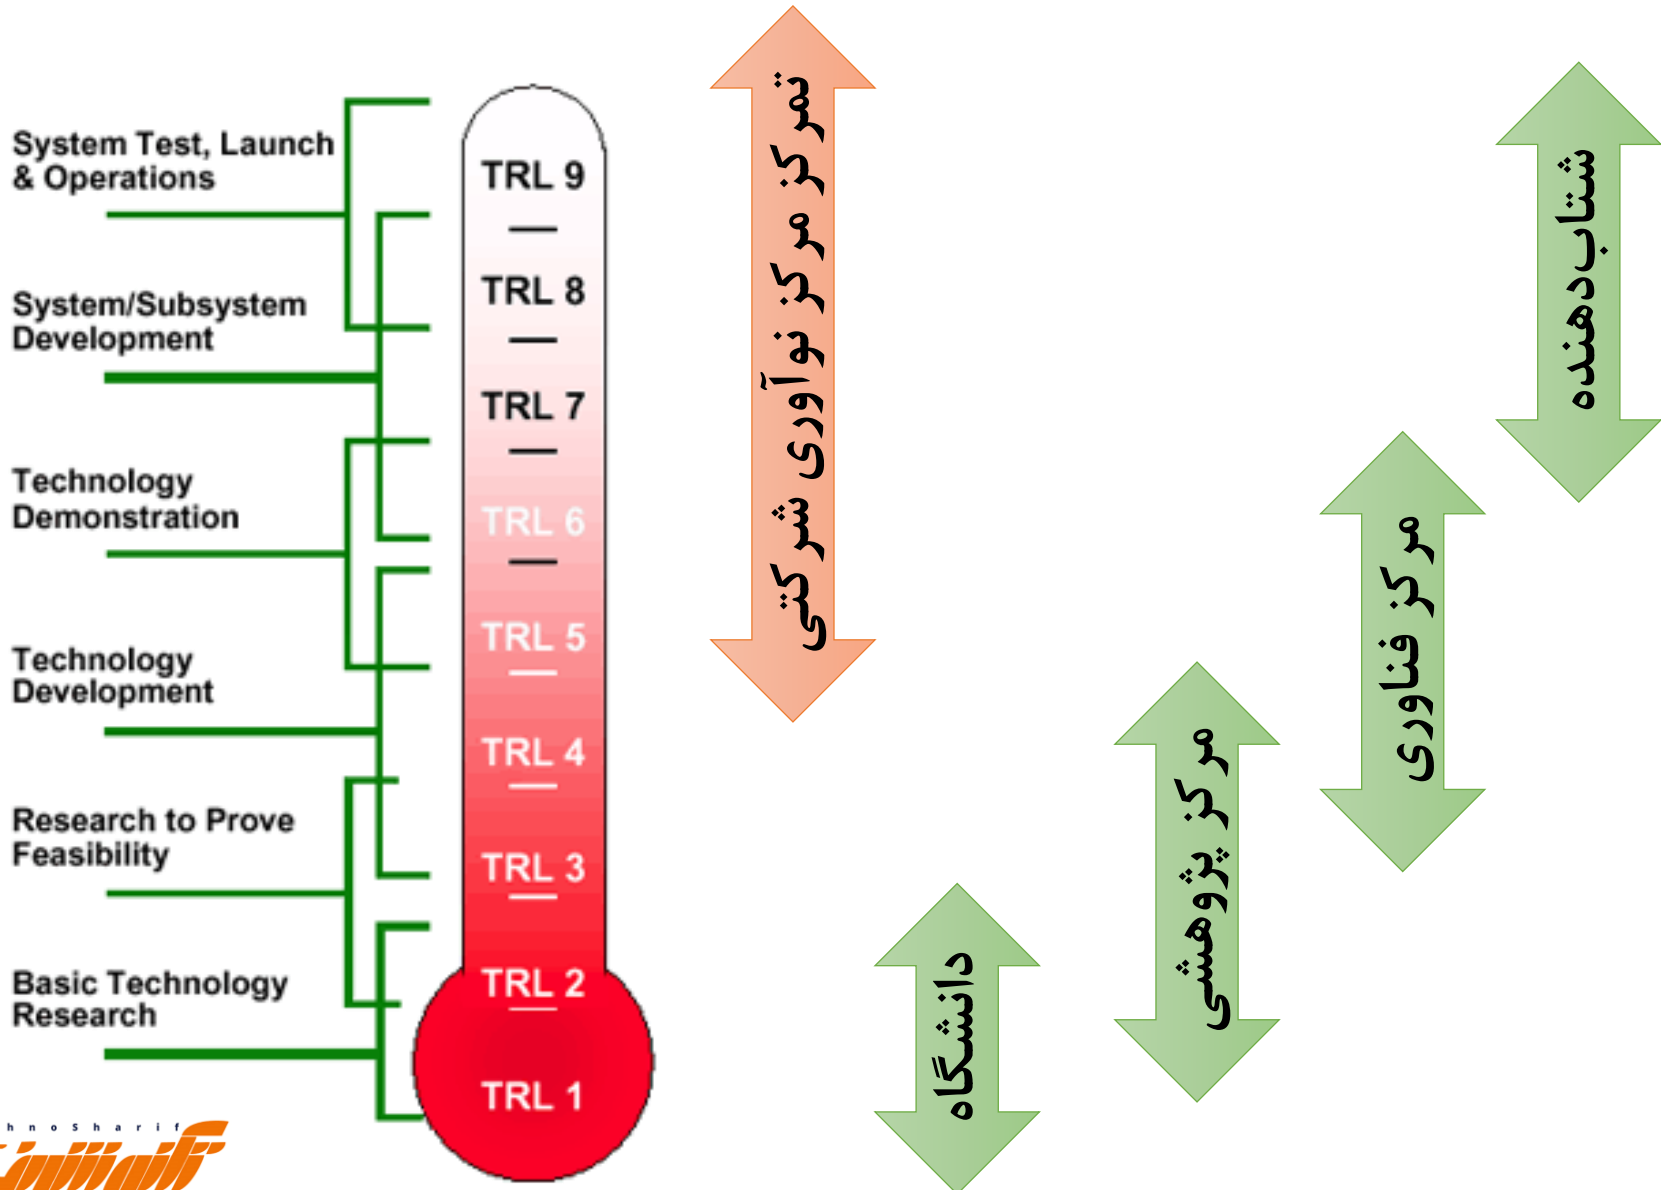 System Test, Launch
& Operations
System/Subsystem
Development
Technology
Demonstration
Technology
Development
Research to Prove
Feasibility
Basic Technology
Research
TRL 9
TRL 8
TRL 7
TRL 6
TRL 5
TRL 4
TRL 3
TRL 2
TRL 1
تمرکز مرکز نوآوری شرکتی
دانشگاه
مرکز پژوهشی
مرکز فناوری
شتاب‌دهنده
hnoSharif